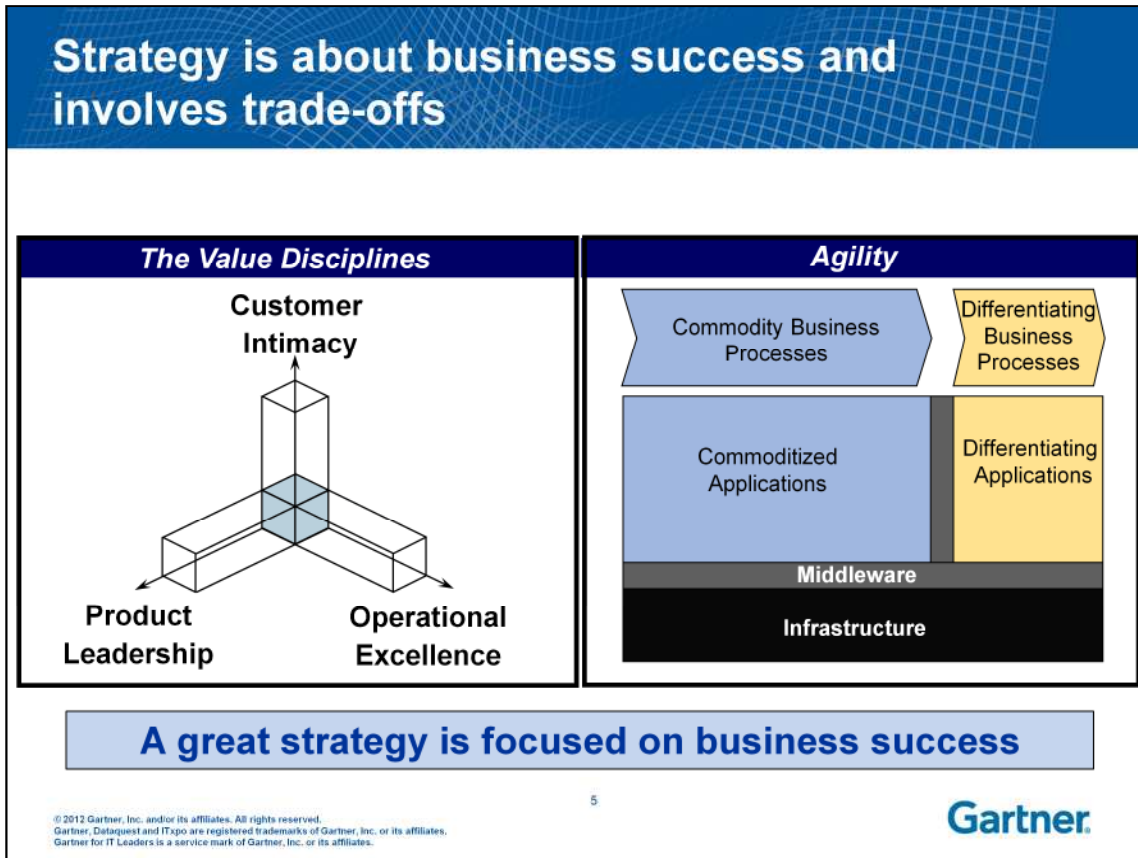 Strategy is about business success and
involves trade-offs
The Value Disciplines
Customer
Intimacy
Product
Leadership
Operational
Excellence
Agility
Commodity Business
Processes
Differentiating
Business
Processes
Commoditized
Applications
Differentiating
Applications
Middleware
Infrastructure
A great strategy is focused on business success
5
© 2012 Gartner, Inc. and/or its affiliates. All rights reserved.
Gartner, Dataquest and ITxpo are registered trademarks of Gartner, Inc. or its affiliates.
Gartner for IT Leaders is a service mark of Gartner, Inc. or its affiliates.
Gartner.